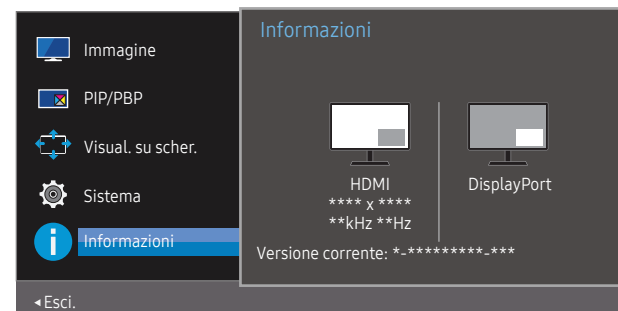 Immagine
PIP/PBP
Visual. su scher.
Sistema
Informazioni
Informazioni
HDMI
**** x ****
**kHz **Hz
DisplayPort
Versione corrente: *-*********-***
◂Esci.